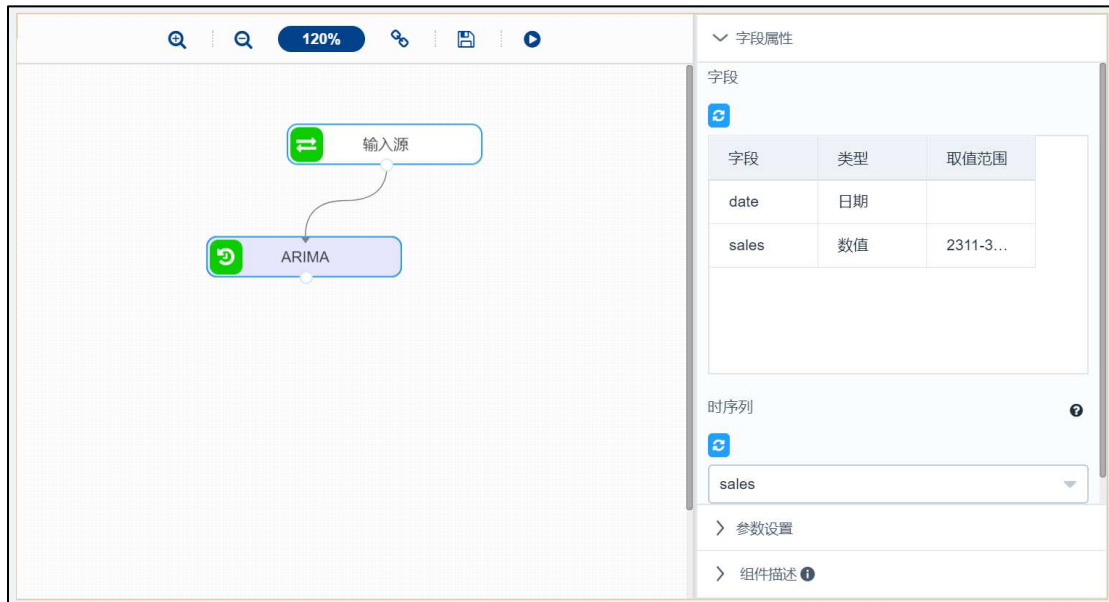 120%
输入源
ARIMA
字段属性
字段
字段 类型 取值范围
date 日期
sales 数值 2311-3...
时序列
sales
参数设置
组件描述